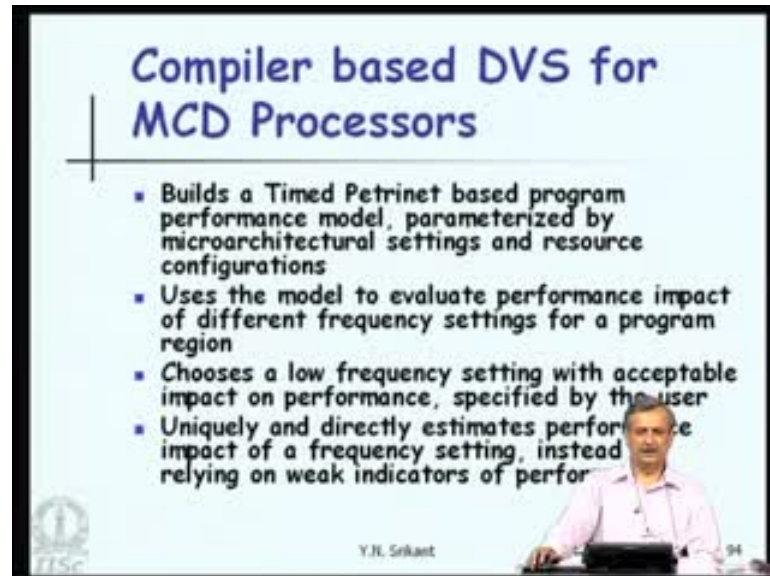 Compiler based DVS for
MCD Processors
Builds a Timed Petrinet based program
performance model, parameterized by
microarchitectural settings and resource
configurations
Uses the model to evaluate performance impact
of different frequency settings for a program
region
Chooses a low frequency setting with acceptable
impact on performance, specified by the user
Uniquely and directly estimates
impact of a frequency setting, instead
relying on weak indicators of
IISc
Y.N. Srikant
94